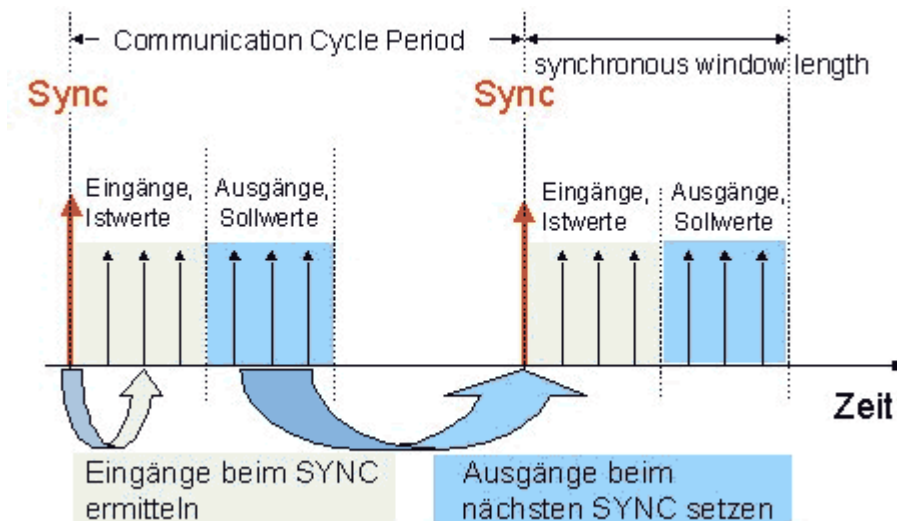 Communication Cycle Period
synchronous window length
Sync
Sync
Eingänge,
Istwerte
Ausgänge,
Sollwerte
Eingänge,
Istwerte
Ausgänge,
Sollwerte
Zeit
Eingänge beim SYNC
ermitteln
Ausgänge beim
nächsten SYNC setzen